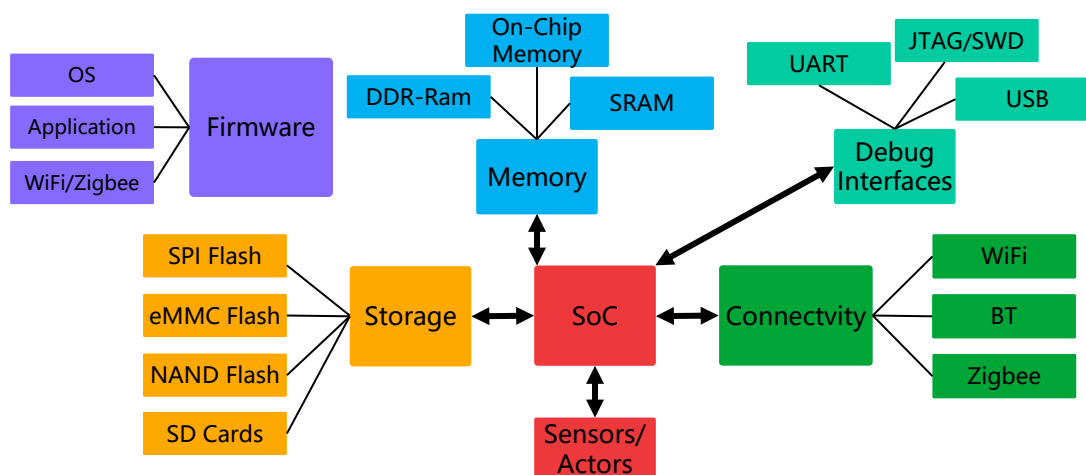 On-Chip
Memory
JTAG/SWD
OS
UART
DDR-Ram
SRAM
USB
Application
Firmware
WiFi/Zigbee
Memory
Debug
Interfaces
SPI Flash
WiFi
eMMC Flash
Storage
SoC
Connectvity
BT
NAND Flash
Zigbee
SD Cards
Sensors/
Actors